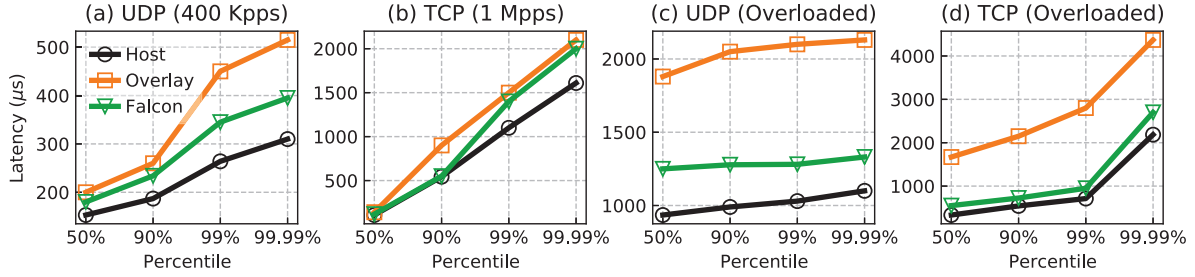 (a) UDP (400 Kpps)
(b) TCP (1 Mpps)
(c) UDP (Overloaded)
(d) TCP (Overloaded)
Latency (μs)
500
400
300
200
Host
Overlay
Falcon
50% 90% 99% 99.99%
Percentile
2000
1500
1000
500
50% 90% 99% 99.99%
Percentile
2000
1500
1000
50% 90% 99% 99.99%
Percentile
4000
3000
2000
1000
50% 90% 99% 99.99%
Percentile